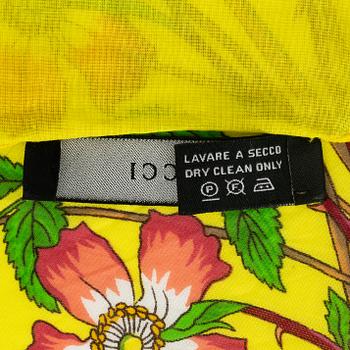 CCI
LAVARE A SECCO
DRY CLEAN ONLY
P F